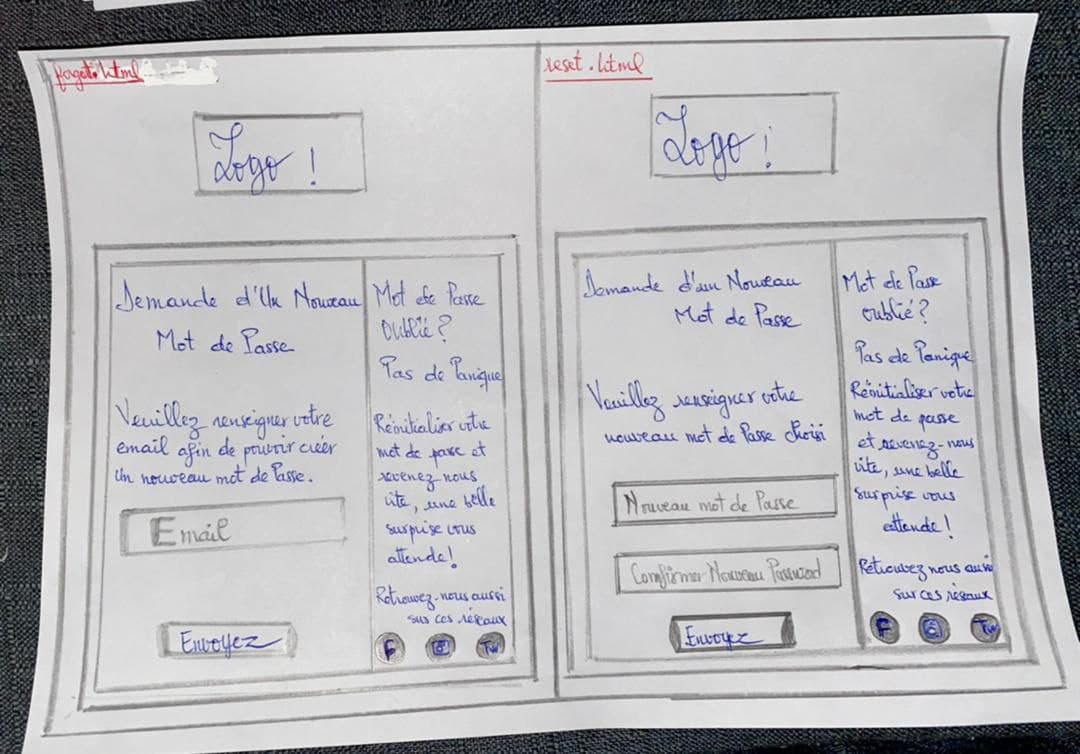 forget.html
Logo !
Demande d'Un Nouveau
Mot de Passe
Veuillez renseigner votre
email afin de pouvoir créer
Un nouveau mot de Passe.
Email
Envoyez
Mot de Passe
Oublié ?
Pas de Panique
Réinitialiser votre
mot de passe et
revenez nous
vite, une belle
surprise vous
attende!
Retrouvez-nous aussi
sur ces réseaux
F
Tw
reset.html
Logo !
Demande d'un Nouveau
Mot de Passe
Veuillez renseigner votre
nouveau mot de Passe choisi
Nouveau mot de Passe
Confirmer Nouveau Password
Envoyez
Mot de Passe
oublié ?
Pas de Panique
Réinitialiser votre
mot de passe
et revenez-nous
vite, une belle
surprise vous
attende!
Retrouvez nous aussi
sur ces réseaux
F
Tw